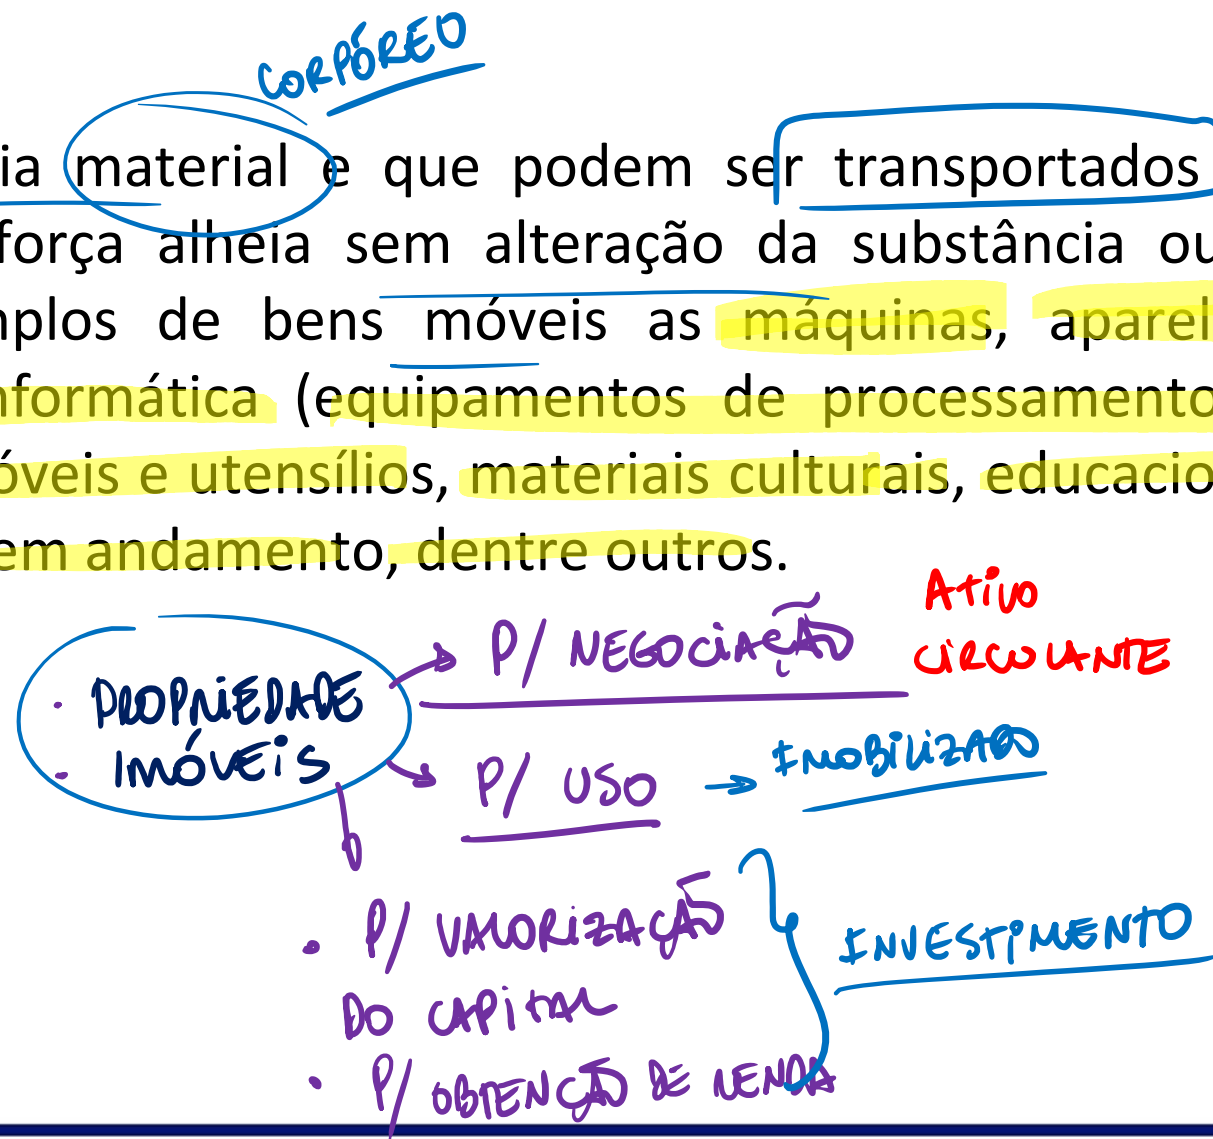 CORPÓREO
ia material e que podem ser transportados
força alheia sem alteração da substância ou
nplos de bens móveis as máquinas, aparel
nformática (equipamentos de processamento
óveis e utensílios, materiais culturais, educacio
em andamento, dentre outros.
ATIVO
CIRCULANTE
P/ NEGOCIAÇÃO
PROPRIEDADE
IMÓVEIS
P/ USO → IMOBILIZADO
• P/ VALORIZAÇÃO
DO CAPITAL
INVESTIMENTO
• P/ OBTENÇÃO DE RENDA